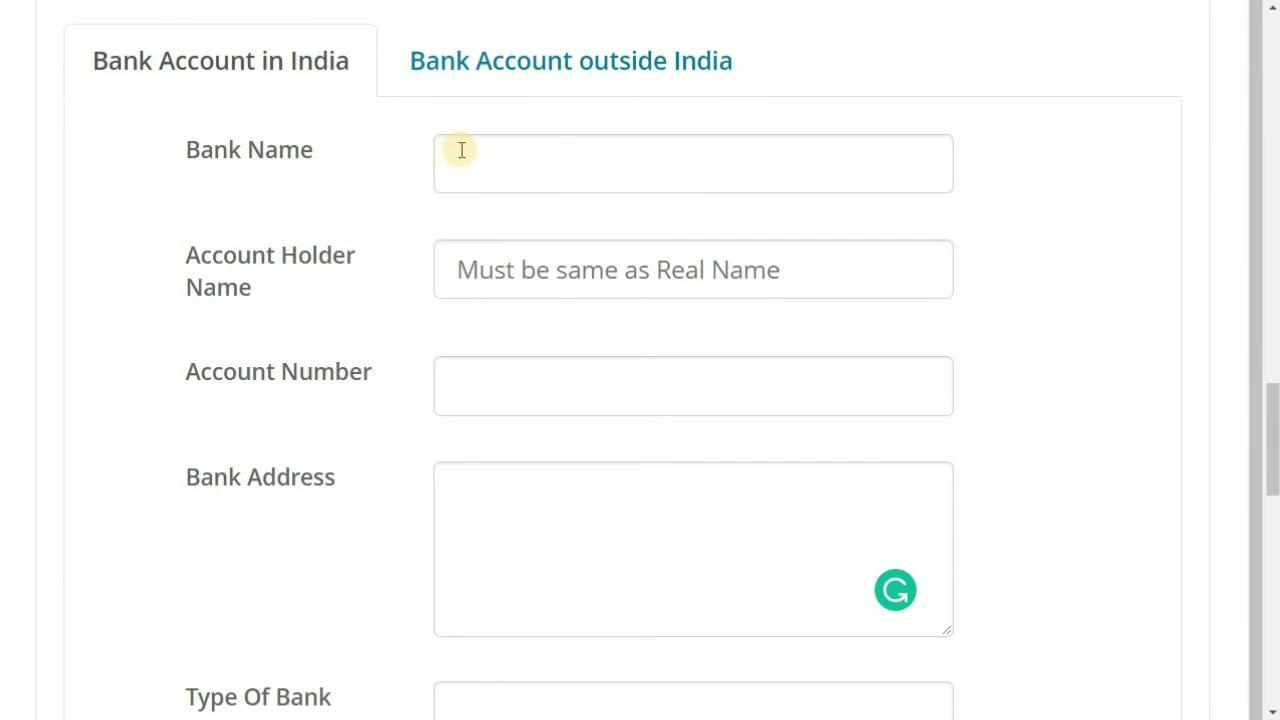 Bank Account in India
Bank Account outside India
Bank Name
Account Holder
Name
Must be same as Real Name
Account Number
Bank Address
Type Of Bank